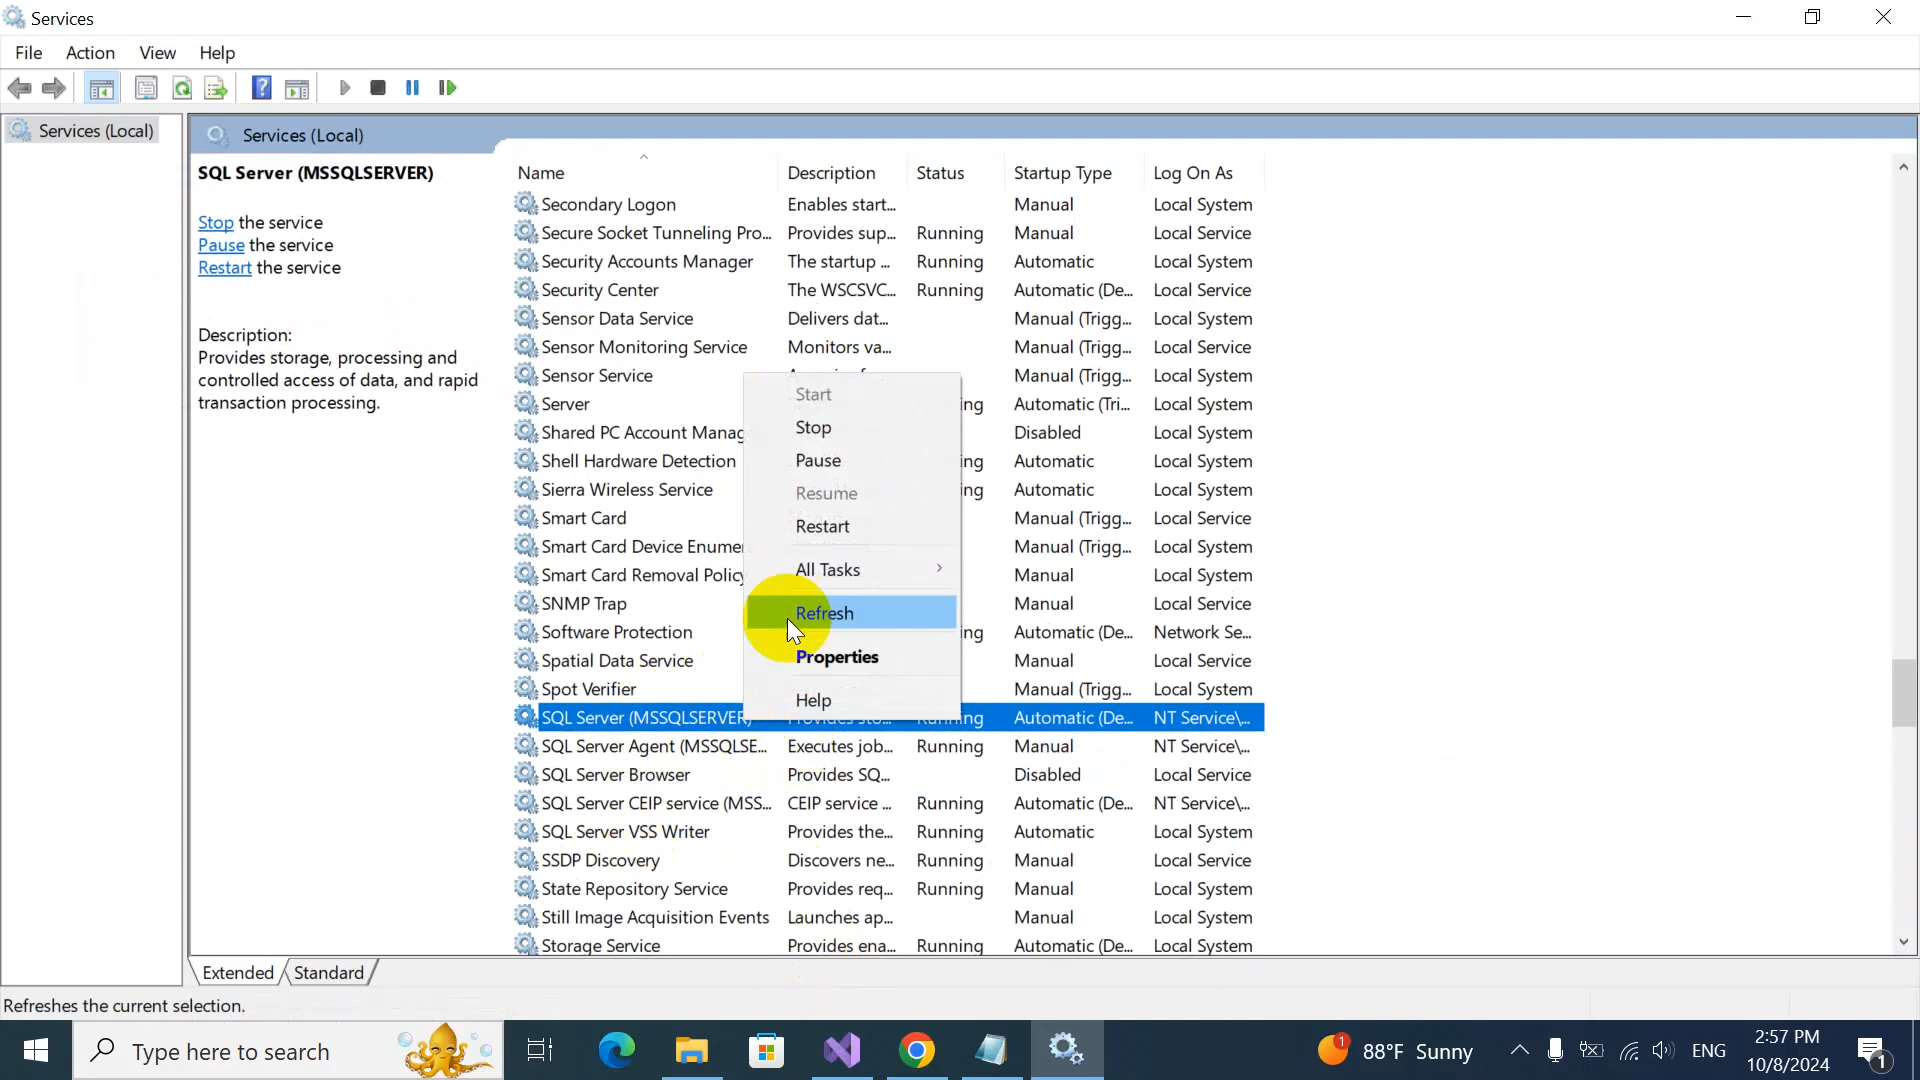 Services
File Action View Help
Services (Local)
Services (Local)
SQL Server (MSSQLSERVER)
Stop the service
Pause the service
Restart the service
Description:
Provides storage, processing and
controlled access of data, and rapid
transaction processing.
Name Description Status Startup Type Log On As
Secondary Logon Enables start... Manual Local System
Secure Socket Tunneling Pro... Provides sup... Running Manual Local Service
Security Accounts Manager The startup ... Running Automatic Local System
Security Center The WSCSVC... Running Automatic (De... Local Service
Sensor Data Service Delivers dat... Manual (Trigg... Local System
Sensor Monitoring Service Monitors va... Manual (Trigg... Local Service
Sensor Service Manual (Trigg... Local System
Server ng Automatic (Tri... Local System
Shared PC Account Manag Disabled Local System
Shell Hardware Detection ing Automatic Local System
Sierra Wireless Service ing Automatic Local System
Smart Card Manual (Trigg... Local Service
Smart Card Device Enumer Manual (Trigg... Local System
Smart Card Removal Policy Manual Local System
SNMP Trap Manual Local Service
Software Protection ing Automatic (De... Network Se...
Spatial Data Service Manual Local Service
Spot Verifier Manual (Trigg... Local System
SQL Server (MSSQLSERVER) Provides sto... Running Automatic (De... NT Service\...
SQL Server Agent (MSSQLSE... Executes job... Running Manual NT Service\...
SQL Server Browser Provides SQ... Disabled Local Service
SQL Server CEIP service (MSS... CEIP service ... Running Automatic (De... NT Service\...
SQL Server VSS Writer Provides the... Running Automatic Local System
SSDP Discovery Discovers ne... Running Manual Local Service
State Repository Service Provides req... Running Manual Local System
Still Image Acquisition Events Launches ap... Manual Local System
Storage Service Provides ena... Running Automatic (De... Local System
Start
Stop
Pause
Resume
Restart
All Tasks
Refresh
Properties
Help
Extended Standard
Refreshes the current selection.
Type here to search
1 88°F Sunny ENG 2:57 PM
10/8/2024 1